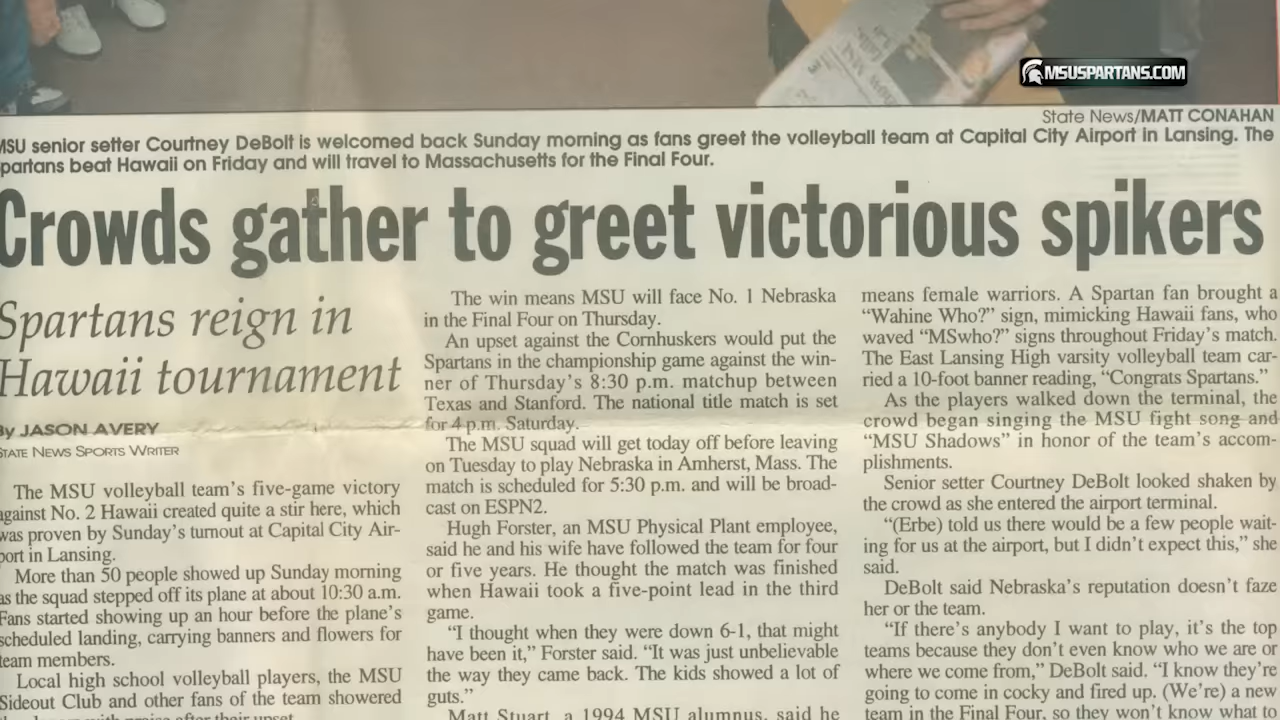 MSUSPARTANS.COM
State News/MATT CONAHAN
MSU senior setter Courtney DeBolt is welcomed back Sunday morning as fans greet the volleyball team at Capital City Airport in Lansing. The
Spartans beat Hawaii on Friday and will travel to Massachusetts for the Final Four.
Crowds gather to greet victorious spikers
Spartans reign in
Hawaii tournament
By JASON AVERY
STATE NEWS SPORTS WRITER
The MSU volleyball team's five-game victory
against No. 2 Hawaii created quite a stir here, which
was proven by Sunday's turnout at Capital City Air-
port in Lansing.
More than 50 people showed up Sunday morning
as the squad stepped off its plane at about 10:30 a.m.
Fans started showing up an hour before the plane's
scheduled landing, carrying banners and flowers for
team members.
Local high school volleyball players, the MSU
Sideout Club and other fans of the team showered
The win means MSU will face No. 1 Nebraska
in the Final Four on Thursday.
An upset against the Cornhuskers would put the
Spartans in the championship game against the win-
ner of Thursday's 8:30 p.m. matchup between
Texas and Stanford. The national title match is set
for 4 p.m. Saturday.
The MSU squad will get today off before leaving
on Tuesday to play Nebraska in Amherst, Mass. The
match is scheduled for 5:30 p.m. and will be broad-
cast on ESPN2.
Hugh Forster, an MSU Physical Plant employee,
said he and his wife have followed the team for four
or five years. He thought the match was finished
when Hawaii took a five-point lead in the third
game.
"I thought when they were down 6-1, that might
have been it," Forster said. "It was just unbelievable
the way they came back. The kids showed a lot of
guts."
Matt Stuart, a 1994 MSU alumnus, said he
means female warriors. A Spartan fan brought a
"Wahine Who?" sign, mimicking Hawaii fans, who
waved "MSwho?" signs throughout Friday's match.
The East Lansing High varsity volleyball team car-
ried a 10-foot banner reading, "Congrats Spartans."
As the players walked down the terminal, the
crowd began singing the MSU fight song and
"MSU Shadows" in honor of the team's accom-
plishments.
Senior setter Courtney DeBolt looked shaken by
the crowd as she entered the airport terminal.
"(Erbe) told us there would be a few people wait-
ing for us at the airport, but I didn't expect this," she
said.
DeBolt said Nebraska's reputation doesn't faze
her or the team.
"If there's anybody I want to play, it's the top
teams because they don't even know who we are or
where we come from," DeBolt said. "I know they're
going to come in cocky and fired up. (We're) a new
team in the Final Four, so they won't know what to